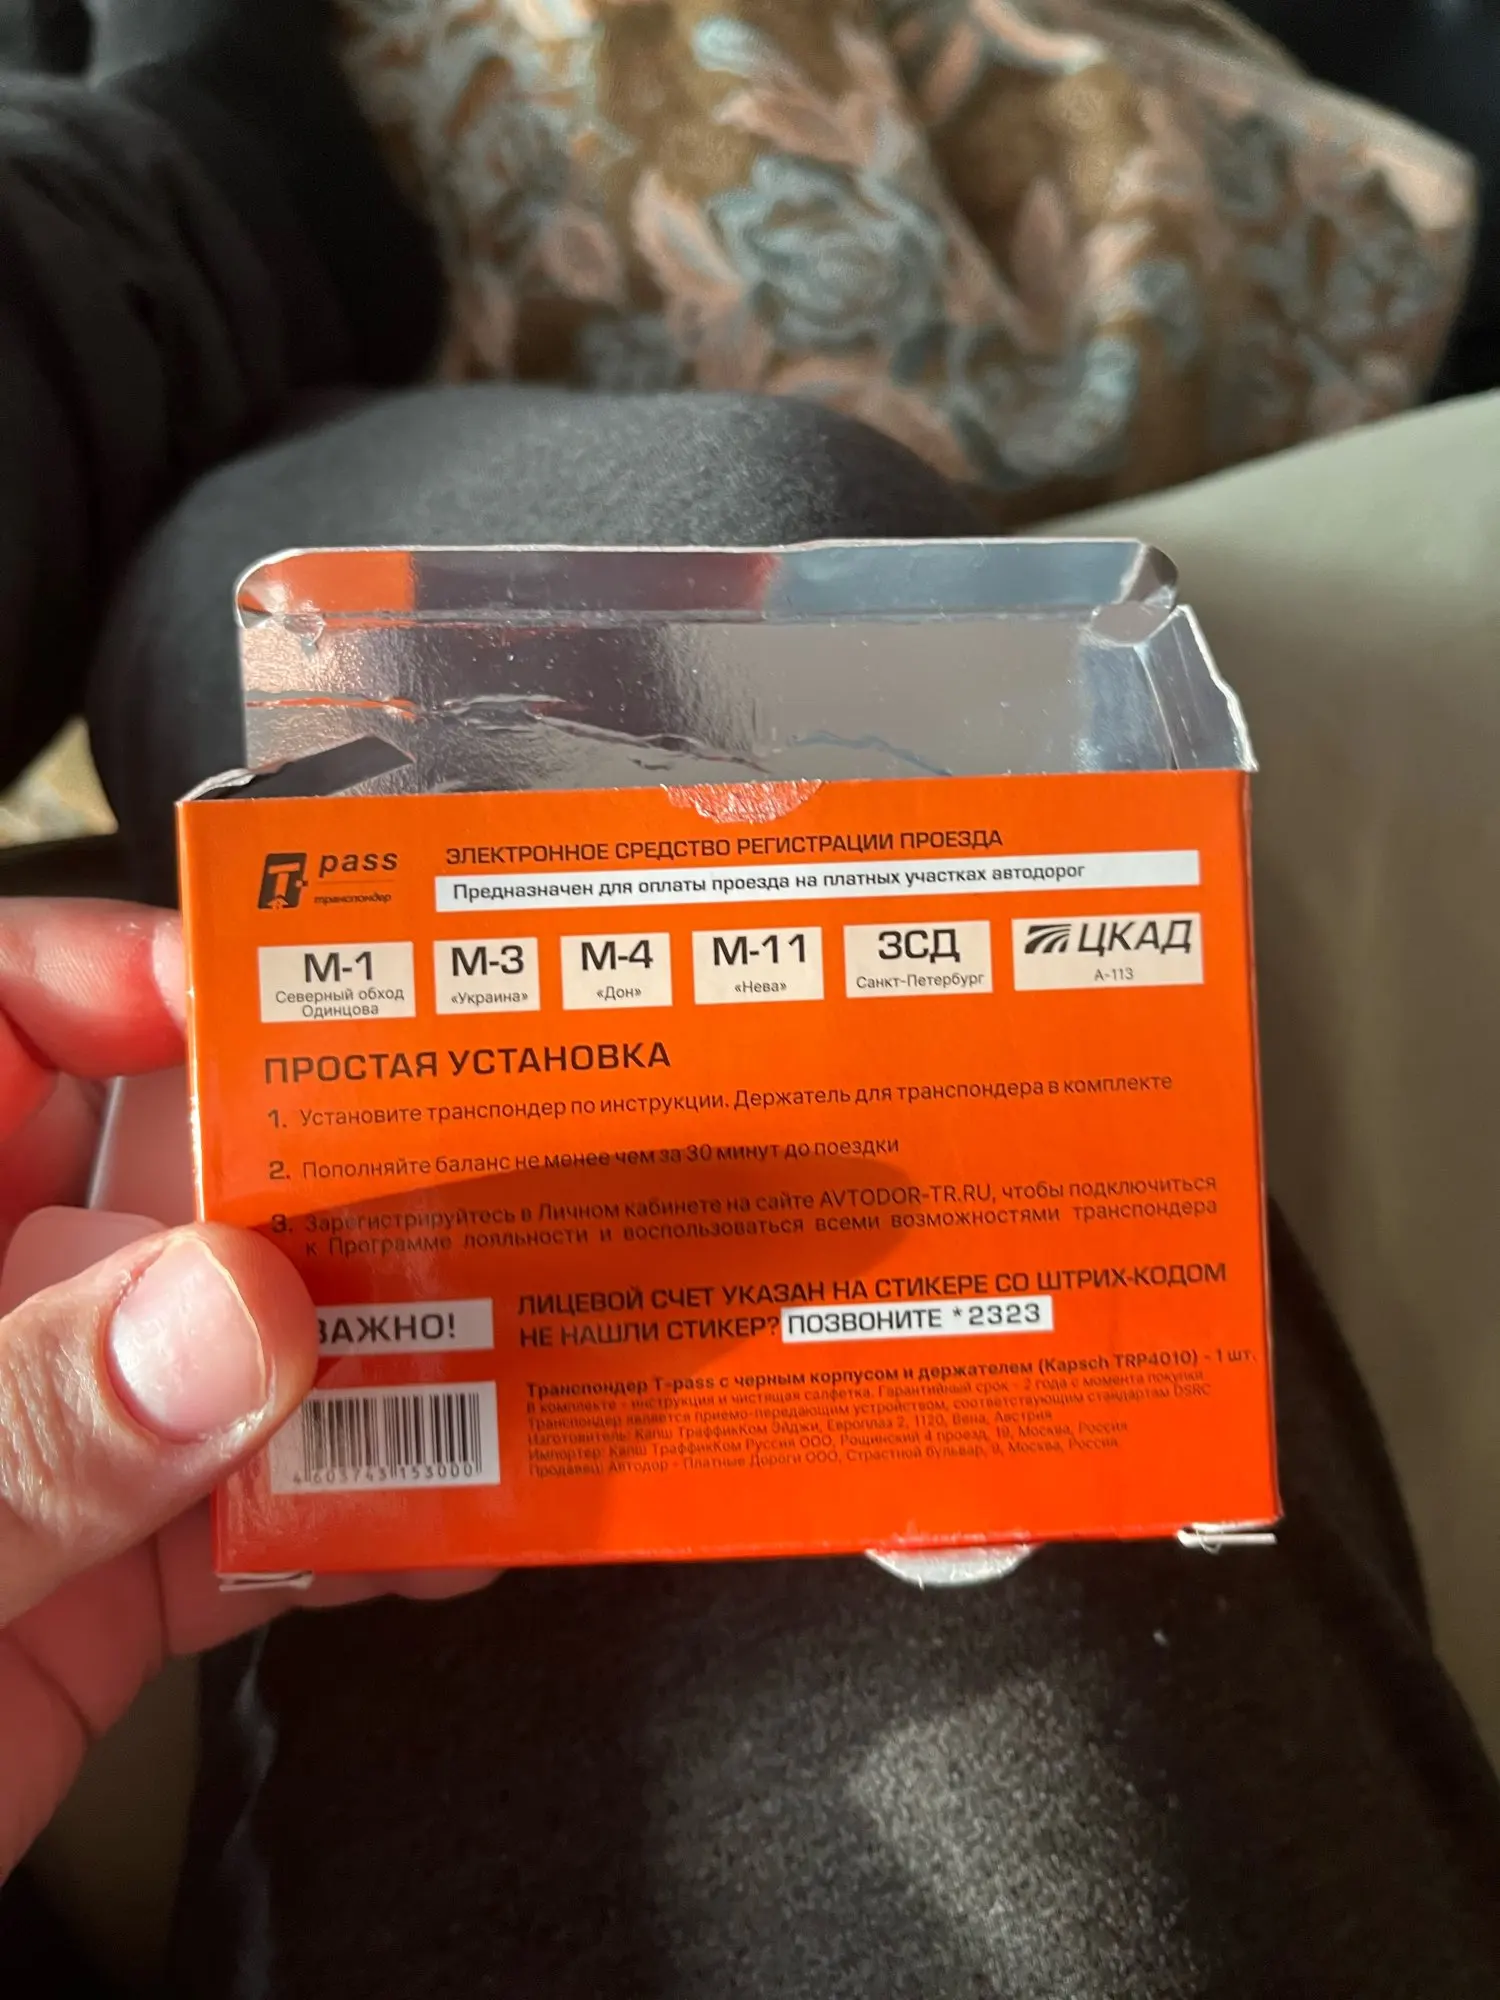 T pass
транспондер
ЭЛЕКТРОННОЕ СРЕДСТВО РЕГИСТРАЦИИ ПРОЕЗДА
Предназначен для оплаты проезда на платных участках автодорог
М-1
Северный обход
Одинцова
М-3
«Украина»
М-4
«Дон»
М-11
«Нева»
ЗСД
Санкт-Петербург
ЦКАД
А-113
ПРОСТАЯ УСТАНОВКА
1. Установите транспондер по инструкции. Держатель для транспондера в комплекте
2. Пополняйте баланс не менее чем за 30 минут до поездки
3. Зарегистрируйтесь в Личном кабинете на сайте AVTODOR-TR.RU, чтобы подключиться
к Программе лояльности и воспользоваться всеми возможностями транспондера
ВАЖНО!
ЛИЦЕВОЙ СЧЕТ УКАЗАН НА СТИКЕРЕ СО ШТРИХ-КОДОМ
НЕ НАШЛИ СТИКЕР? ПОЗВОНИТЕ *2323
Транспондер T-pass с черным корпусом и держателем (Kapsch TRP4010) - 1 шт.
В комплекте - инструкция и чистящая салфетка. Гарантийный срок - 2 года с момента покупки
Транспондер является приемо-передающим устройством, соответствующим стандартам DSRC
Изготовитель: Капш ТраффикКом Эйджи, Европлаз 2, 1120, Вена, Австрия
Импортер: Капш ТраффикКом Руссия ООО, Рощинский 4 проезд, 19, Москва, Россия
Продавец: Автодор - Платные Дороги ООО, Страстной бульвар, 9, Москва, Россия
4 603743 153000